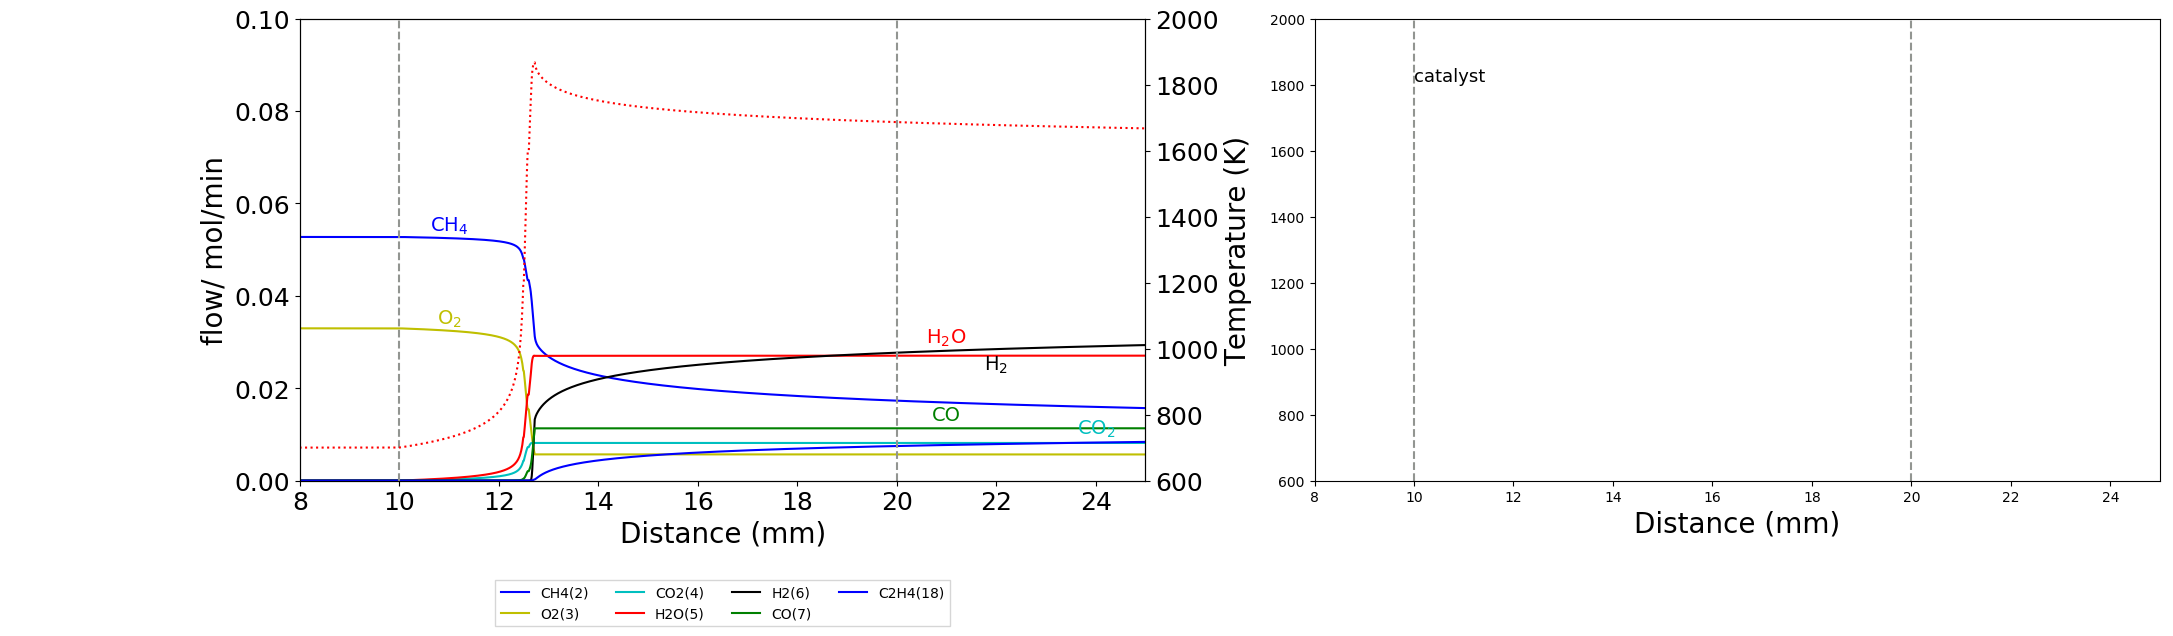 0.10
0.08
0.06
0.04
0.02
0.00
flow/ mol/min
8 10 12 14 16 18 20 22 24
Distance (mm)
2000
1800
1600
1400
1200
1000
800
600
Temperature (K)
CH₄
O₂
H₂O
H₂
CO
CO₂
CH4(2) CO2(4) H2(6) C2H4(18)
O2(3) H2O(5) CO(7)
2000
1800
1600
1400
1200
1000
800
600
catalyst
8 10 12 14 16 18 20 22 24
Distance (mm)